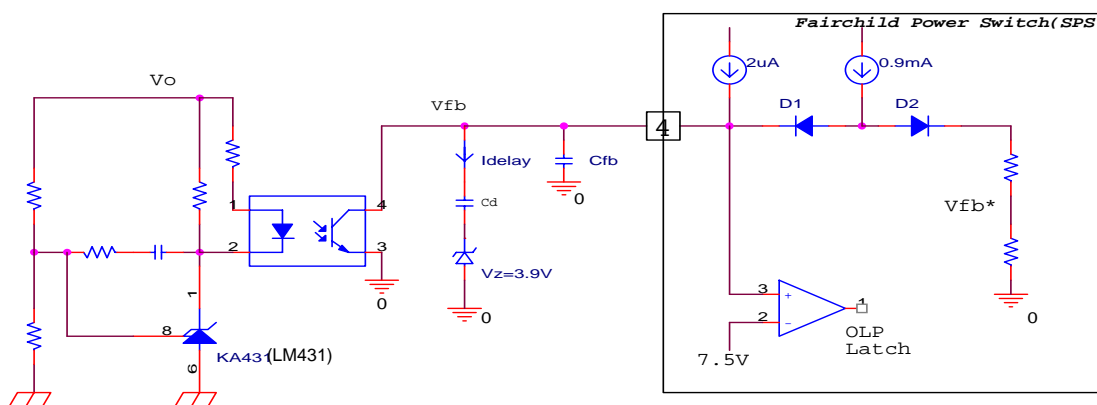 Fairchild Power Switch(SPS
2uA
0.9mA
Vo
Vfb
D1
D2
4
Idelay
Cfb
0
1
4
Cd
Vfb*
2
3
Vz=3.9V
0
0
1
8
KA431(LM431)
6
3
+
1
2
-
0
OLP
Latch
7.5V